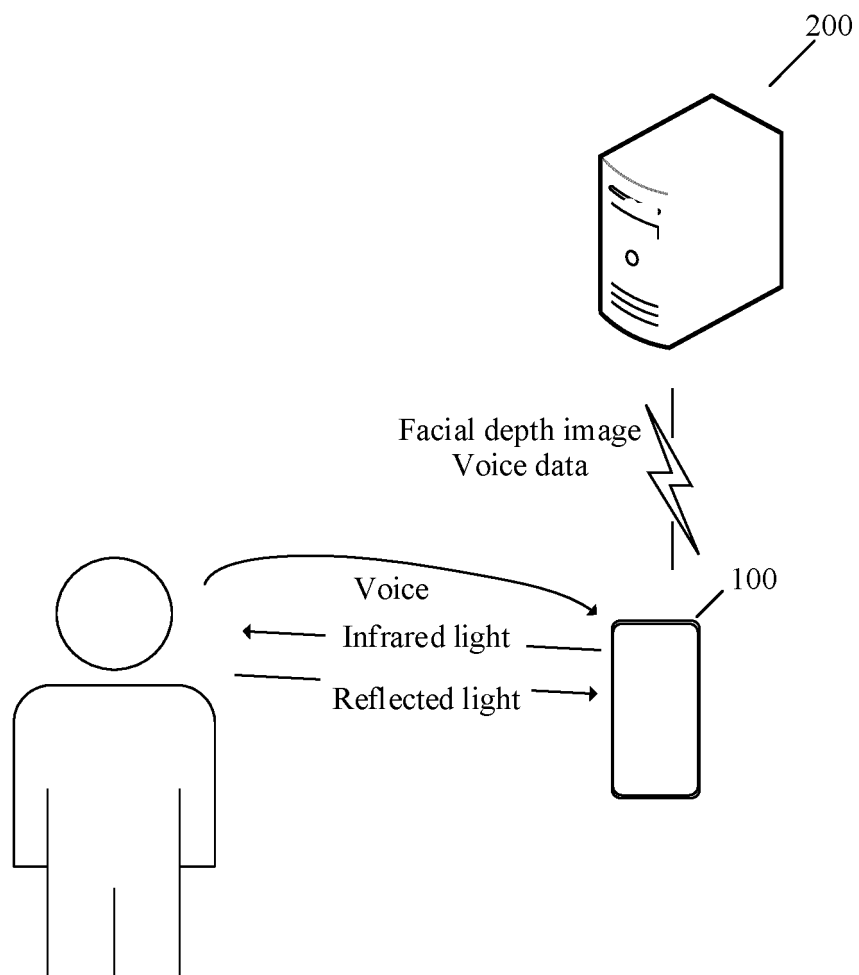 200
Facial depth image
Voice data
100
Voice
Infrared light
Reflected light